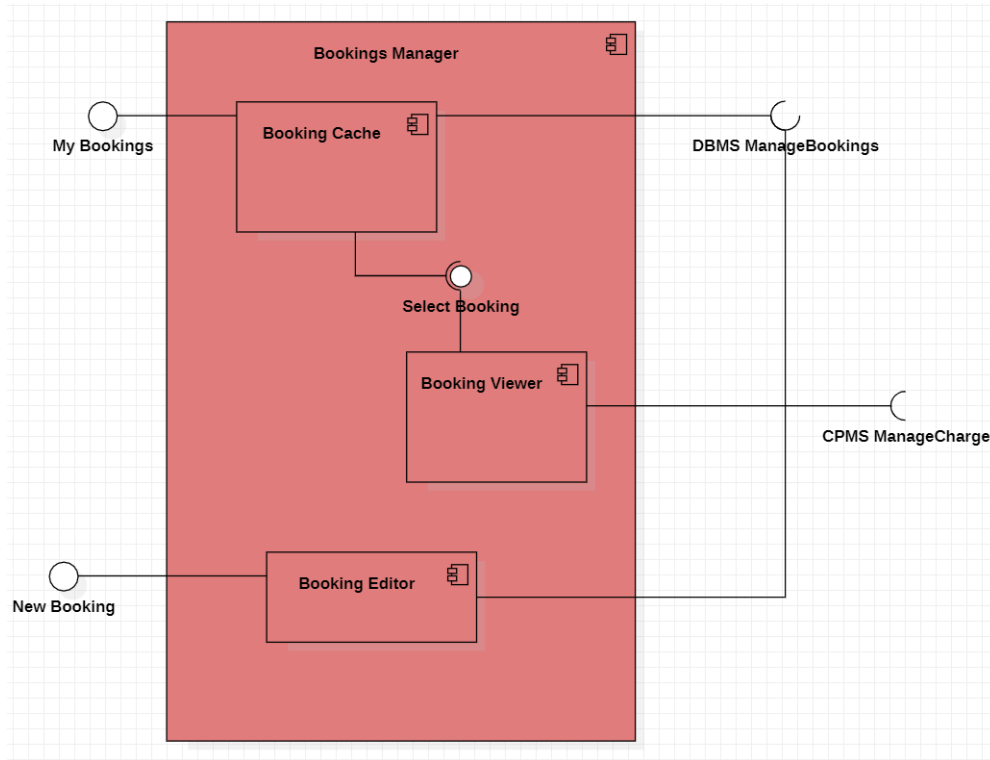 Bookings Manager
Booking Cache
My Bookings
DBMS ManageBookings
Select Booking
Booking Viewer
CPMS ManageCharge
Booking Editor
New Booking